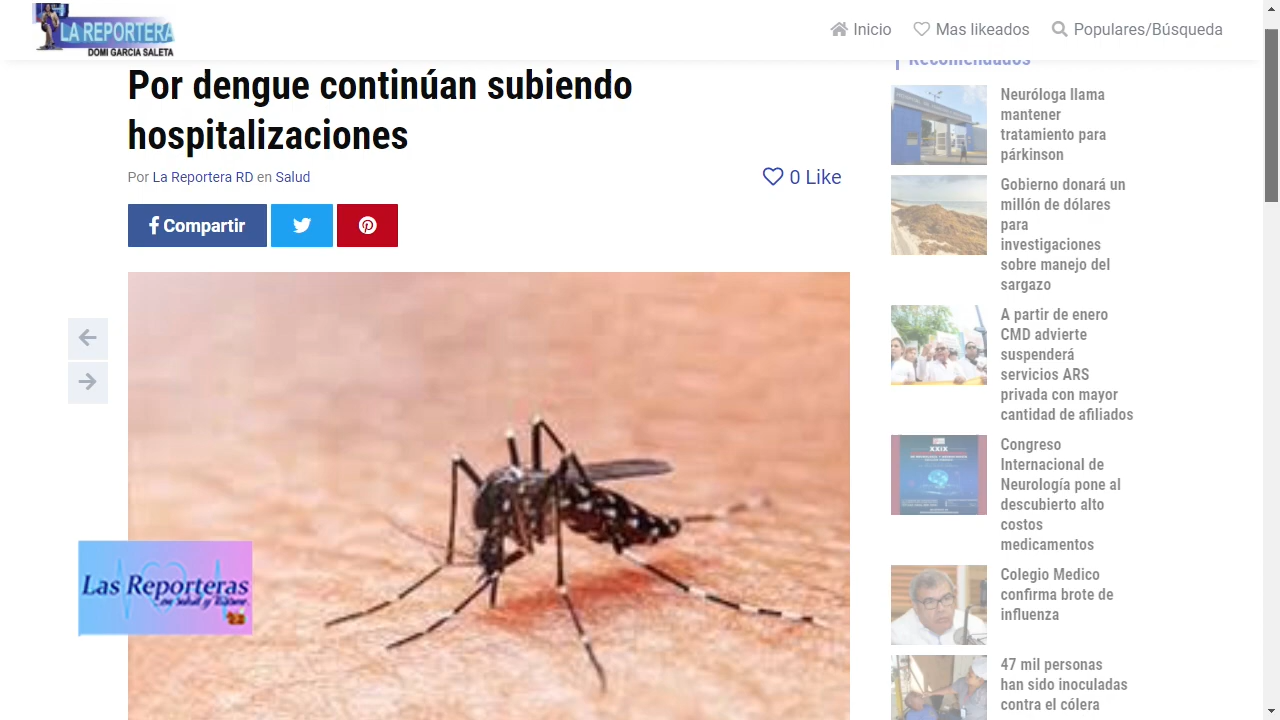 LA REPORTERA
DOMI GARCIA SALETA
Inicio
Mas likeados
Populares/Búsqueda
Por dengue continúan subiendo
hospitalizaciones
Por La Reportera RD en Salud
0 Like
Compartir
Las Reporteras
Recomendados
Neuróloga llama
mantener
tratamiento para
párkinson
Gobierno donará un
millón de dólares
para
investigaciones
sobre manejo del
sargazo
A partir de enero
CMD advierte
suspenderá
servicios ARS
privada con mayor
cantidad de afiliados
Congreso
Internacional de
Neurología pone al
descubierto alto
costos
medicamentos
Colegio Medico
confirma brote de
influenza
47 mil personas
han sido inoculadas
contra el cólera